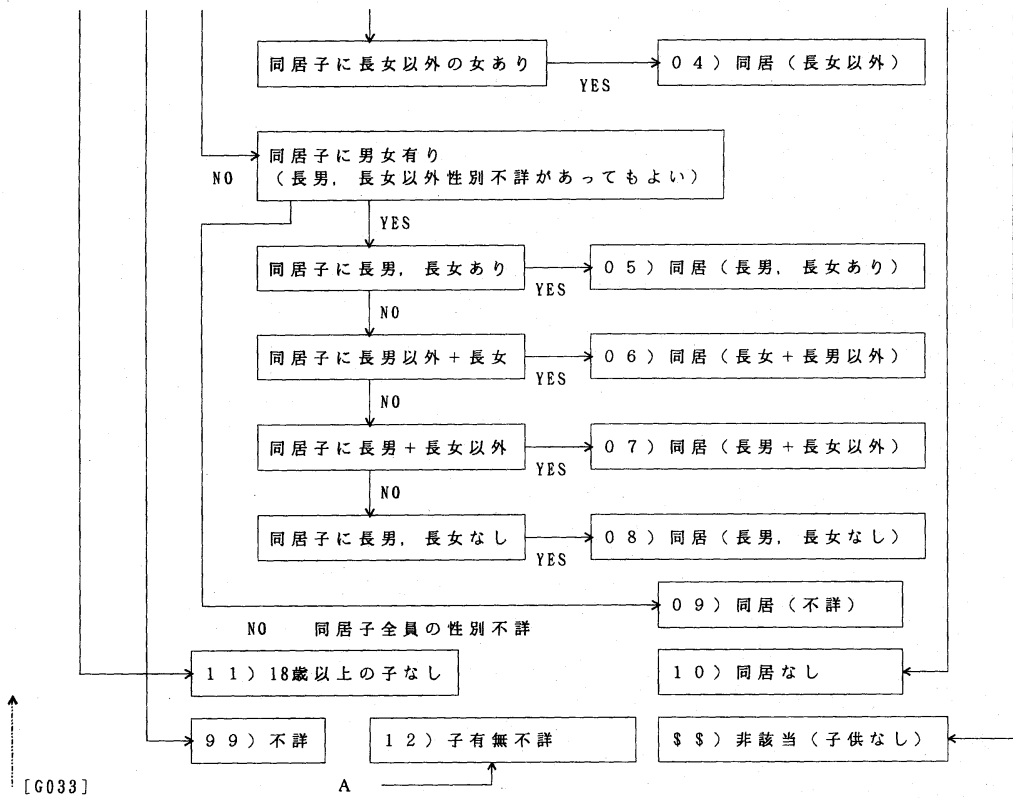 同居子に長女以外の女あり
YES
04）同居（長女以外）
NO
同居子に男女有り
（長男，長女以外性別不詳があってもよい）
YES
同居子に長男，長女あり
YES
05）同居（長男，長女あり）
NO
同居子に長男以外＋長女
YES
06）同居（長女＋長男以外）
NO
同居子に長男＋長女以外
YES
07）同居（長男＋長女以外）
NO
同居子に長男，長女なし
YES
08）同居（長男，長女なし）
09）同居（不詳）
NO 同居子全員の性別不詳
11）18歳以上の子なし
10）同居なし
99）不詳
12）子有無不詳
$$）非該当（子供なし）
[G033]
A